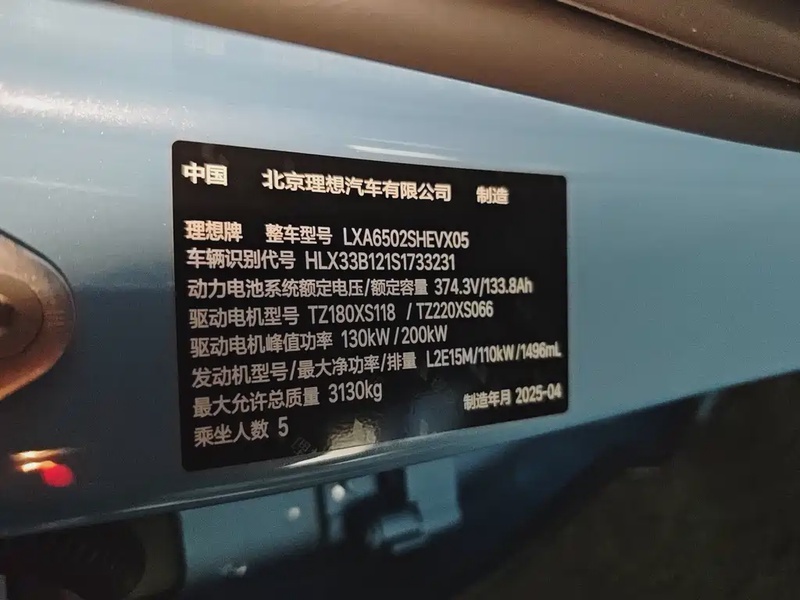 中国 北京理想汽车有限公司 制造
理想牌 整车型号 LXA6502SHEVX05
车辆识别代号 HLX33B121S1733231
动力电池系统额定电压/额定容量 374.3V/133.8Ah
驱动电机型号 TZ180XS118 / TZ220XS066
驱动电机峰值功率 130kW / 200kW
发动机型号/最大净功率/排量 L2E15M/110kW/1496mL
最大允许总质量 3130kg 制造年月 2025-04
乘坐人数 5